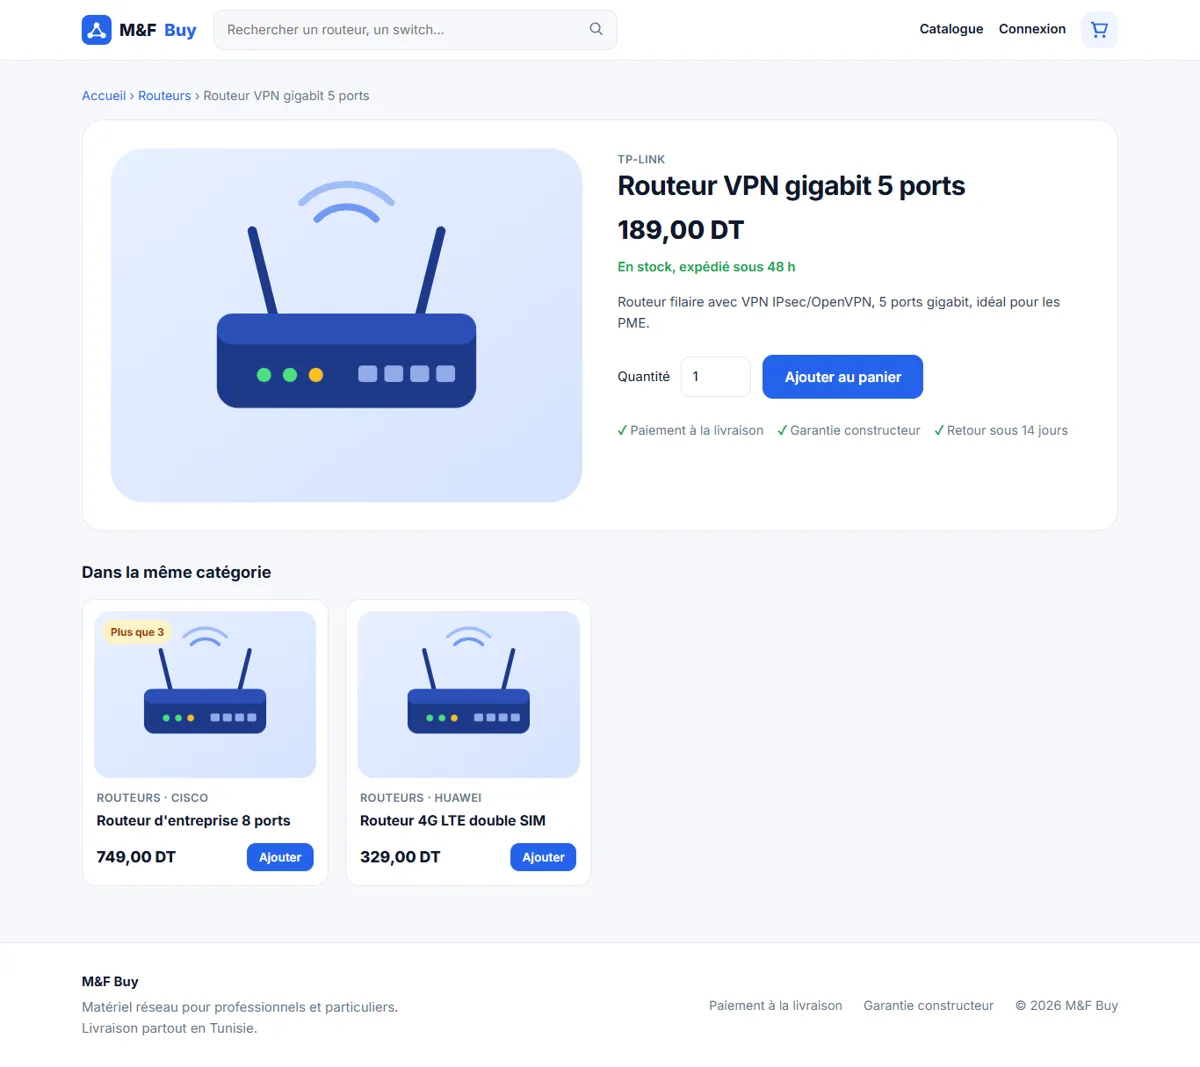 M&F Buy
Rechercher un routeur, un switch...
Catalogue
Connexion
Accueil › Routeurs › Routeur VPN gigabit 5 ports
TP-LINK
Routeur VPN gigabit 5 ports
189,00 DT
En stock, expédié sous 48 h
Routeur filaire avec VPN IPsec/OpenVPN, 5 ports gigabit, idéal pour les
PME.
Quantité
1
Ajouter au panier
✓ Paiement à la livraison ✓ Garantie constructeur ✓ Retour sous 14 jours
Dans la même catégorie
Plus que 3
ROUTEURS · CISCO
Routeur d'entreprise 8 ports
749,00 DT
Ajouter
ROUTEURS · HUAWEI
Routeur 4G LTE double SIM
329,00 DT
Ajouter
M&F Buy
Matériel réseau pour professionnels et particuliers.
Livraison partout en Tunisie.
Paiement à la livraison
Garantie constructeur
© 2026 M&F Buy